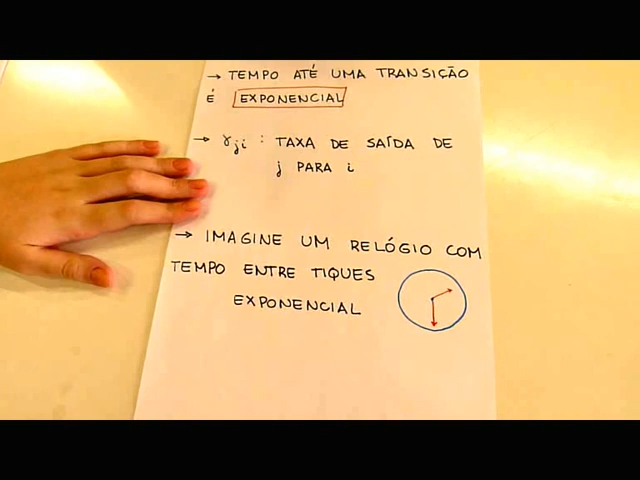 → TEMPO ATÉ UMA TRANSIÇÃO
É EXPONENCIAL
→ γji : TAXA DE SAÍDA DE
j PARA i
→ IMAGINE UM RELÓGIO COM
TEMPO ENTRE TIQUES
EXPONENCIAL